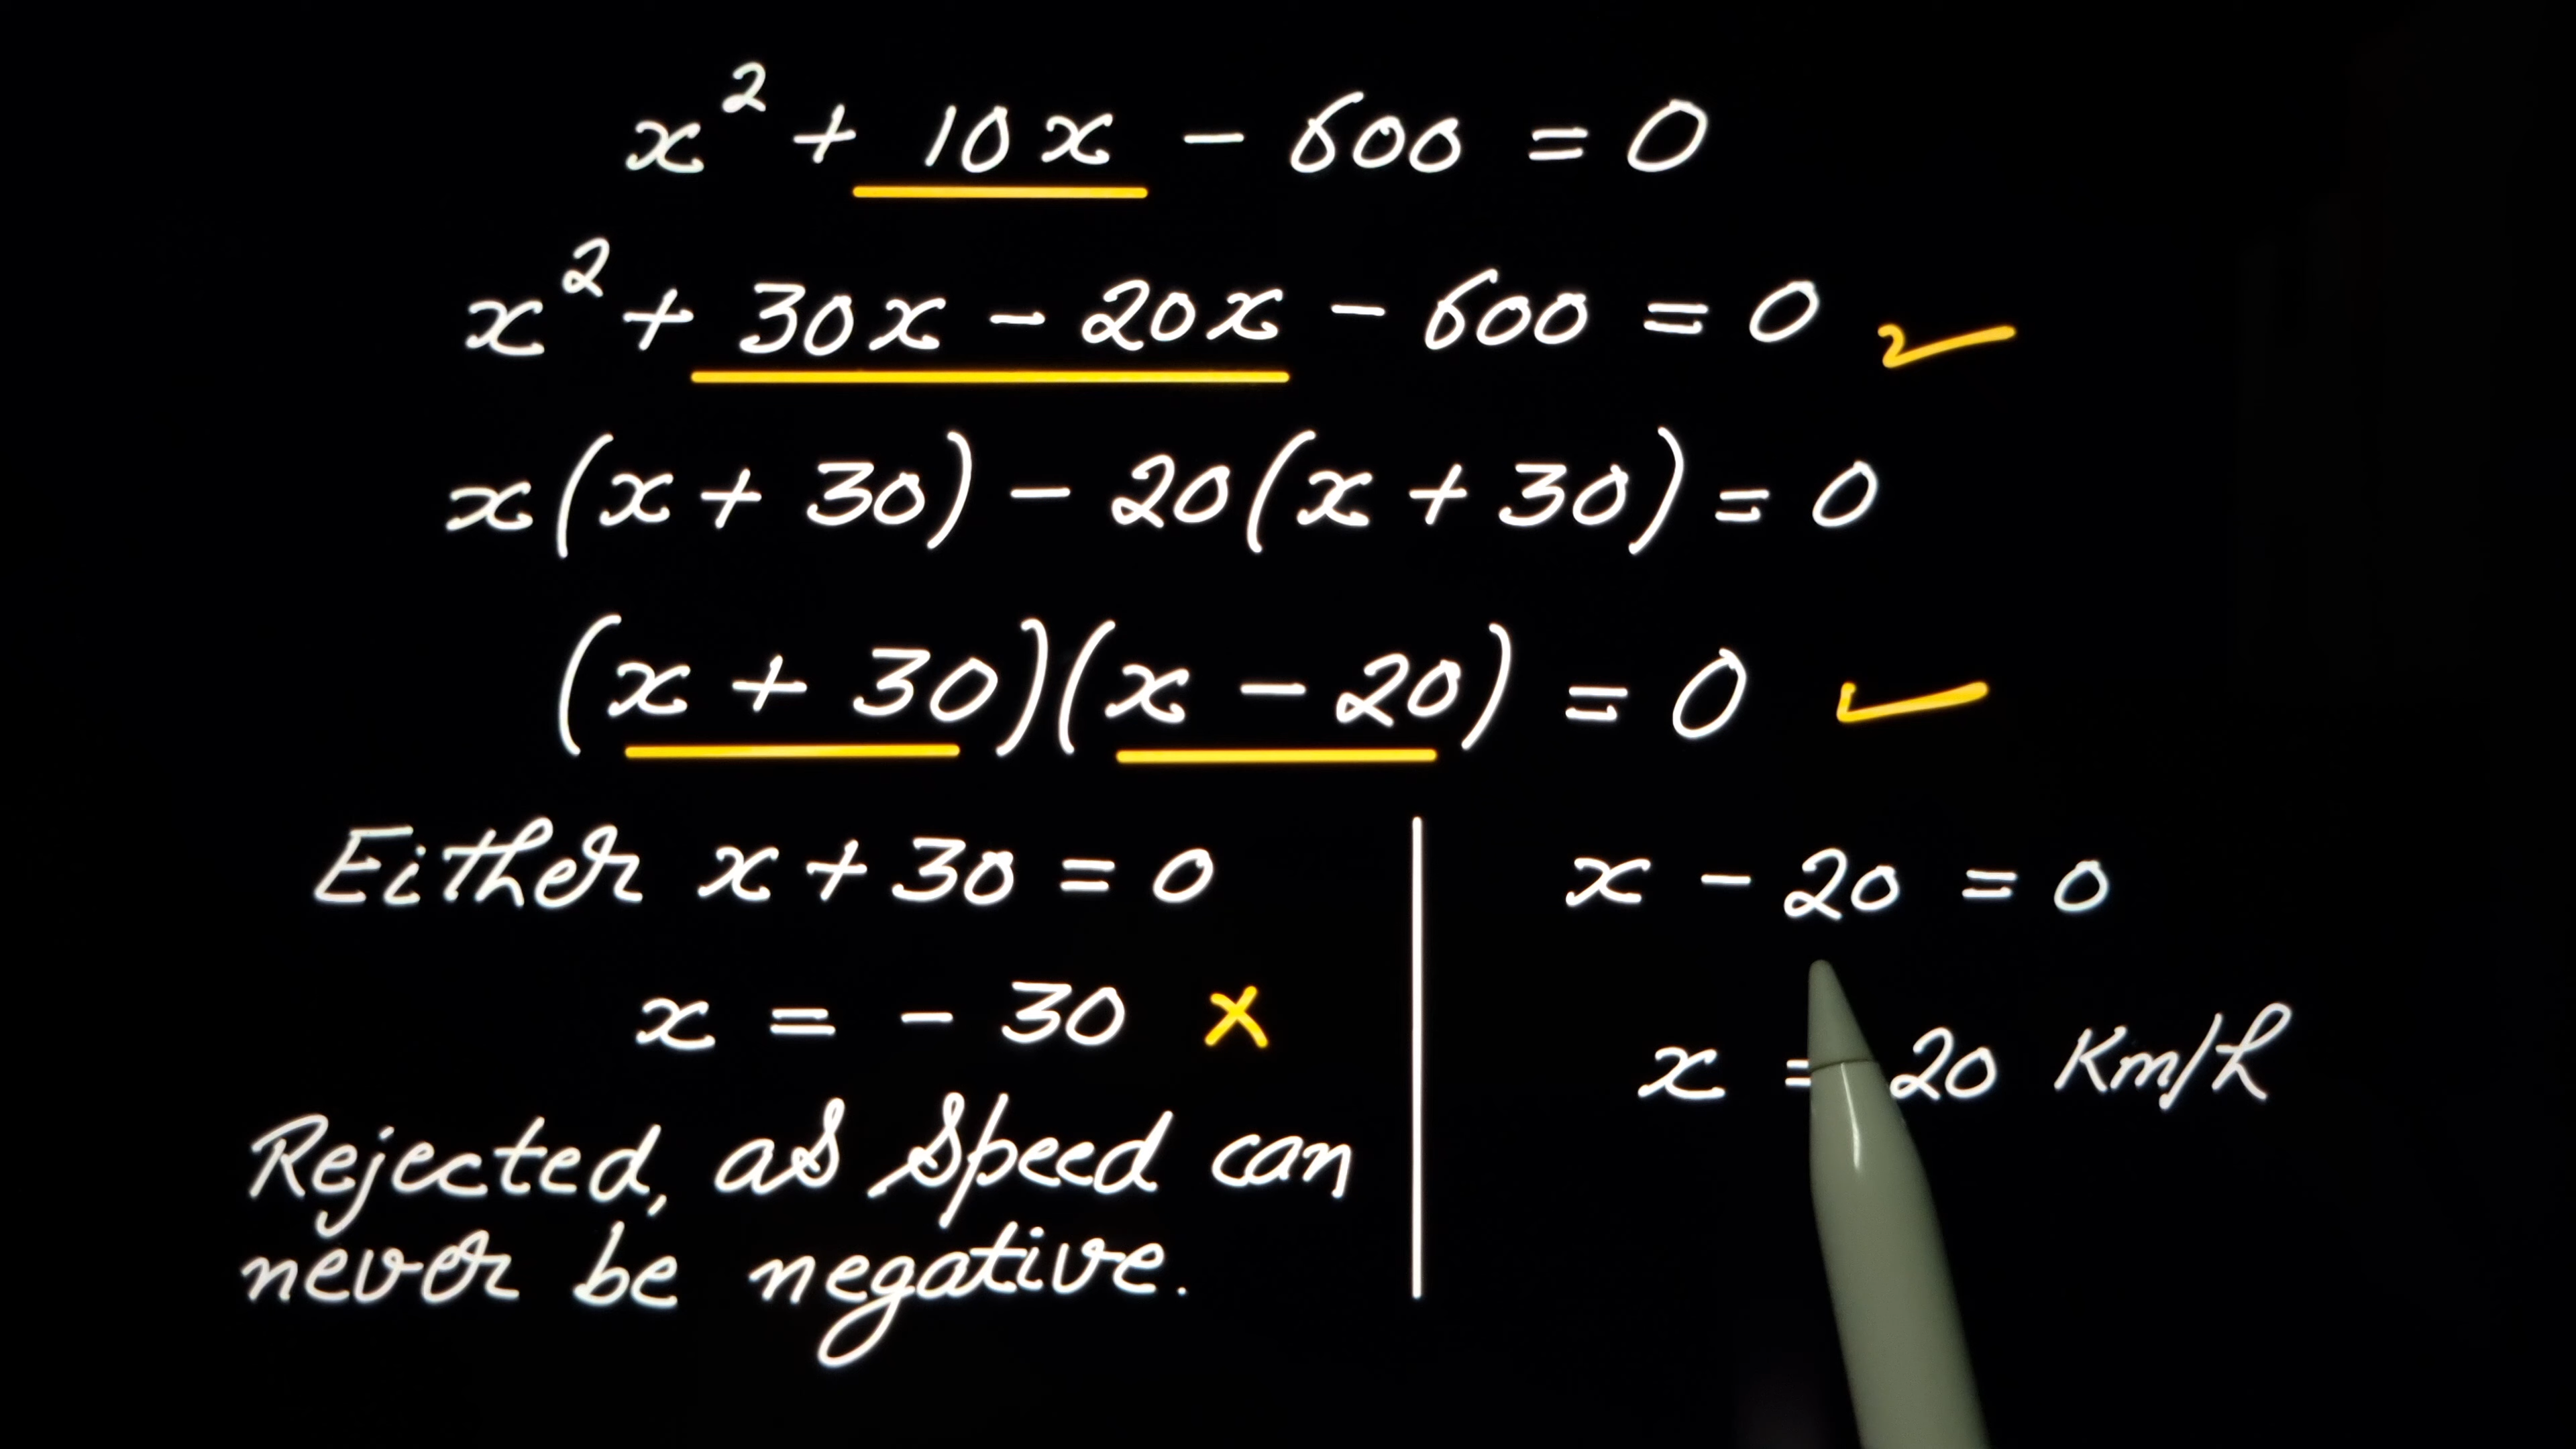 x² + 10x - 600 = 0
x² + 30x - 20x - 600 = 0
x(x + 30) - 20(x + 30) = 0
(x + 30)(x - 20) = 0
Either x + 30 = 0
x = - 30
Rejected, as Speed can
never be negative.
x - 20 = 0
x = 20 Km/h